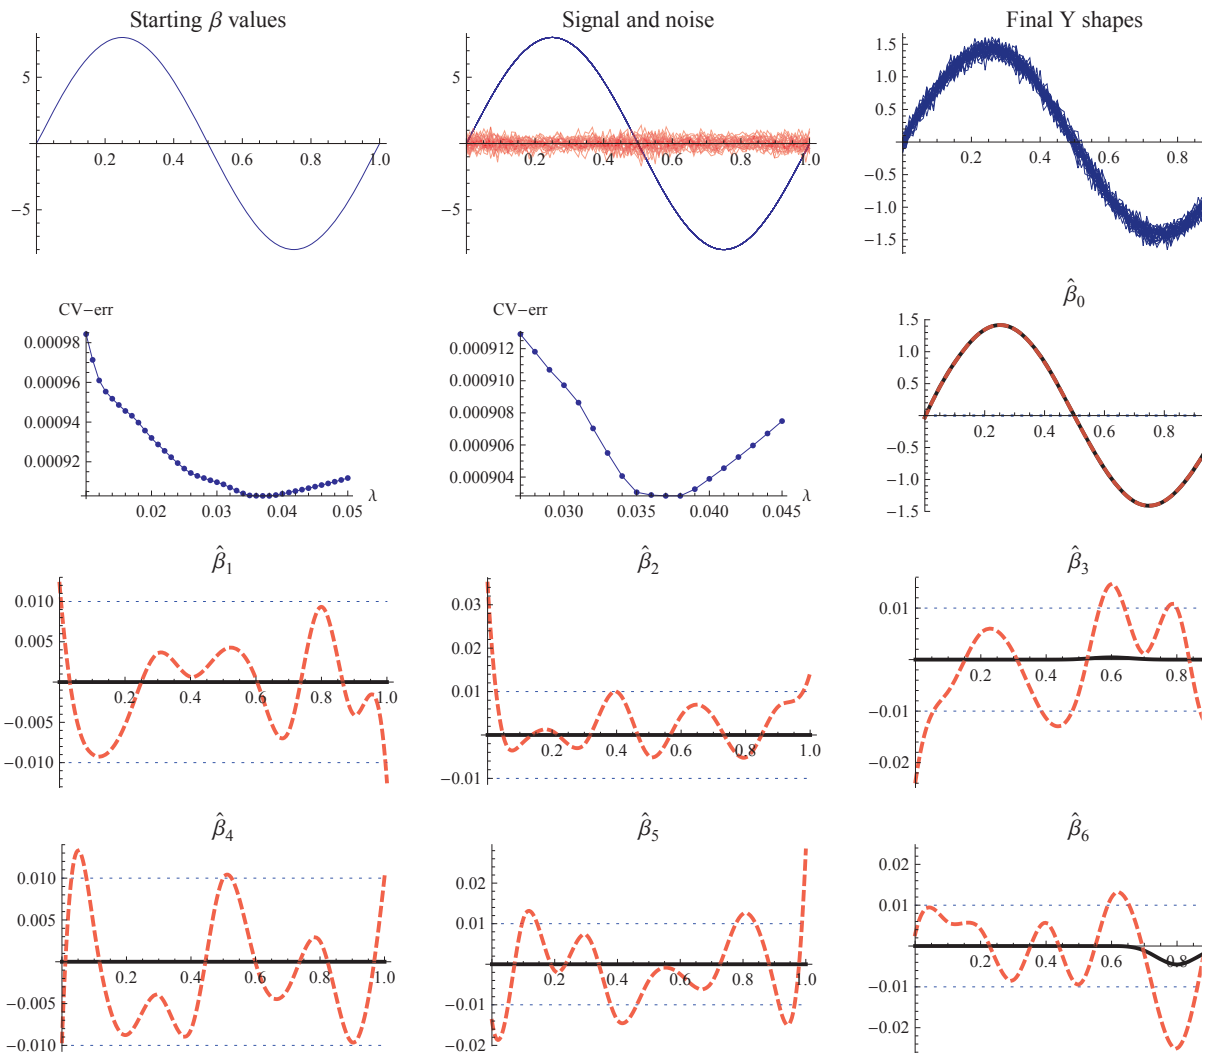 Starting β values
Signal and noise
Final Y shapes
5
−5
0.2 0.4 0.6 0.8 1.0
5
−5
0.2 0.4 0.6 0.8 1.0
1.5
1.0
0.5
−0.5
−1.0
−1.5
0.2 0.4 0.6 0.8
CV−err
0.00098
0.00096
0.00094
0.00092
0.02 0.03 0.04 0.05
λ
CV−err
0.000912
0.000910
0.000908
0.000906
0.000904
0.030 0.035 0.040 0.045
λ
β̂0
1.5
1.0
0.5
−0.5
−1.0
−1.5
0.2 0.4 0.6 0.8
β̂1
0.010
0.005
−0.005
−0.010
0.2 0.4 0.6 0.8 1.0
β̂2
0.03
0.02
0.01
−0.01
0.2 0.4 0.6 0.8 1.0
β̂3
0.01
−0.01
−0.02
0.2 0.4 0.6 0.8
β̂4
0.010
0.005
−0.005
−0.010
0.2 0.4 0.6 0.8 1.0
β̂5
0.02
0.01
−0.01
−0.02
0.2 0.4 0.6 0.8 1.0
β̂6
0.02
0.01
−0.01
−0.02
0.2 0.4 0.6 0.8